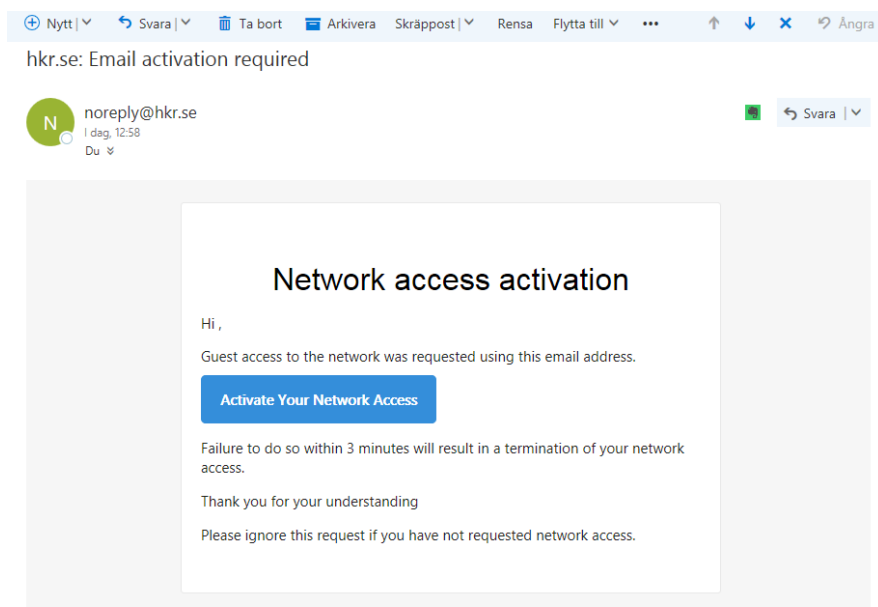 Nytt | Svara | Ta bort Arkivera Skräppost | Rensa Flytta till ••• Ångra
hkr.se: Email activation required
N
noreply@hkr.se
I dag, 12:58
Du
Svara |
Network access activation
Hi ,
Guest access to the network was requested using this email address.
Activate Your Network Access
Failure to do so within 3 minutes will result in a termination of your network
access.
Thank you for your understanding
Please ignore this request if you have not requested network access.